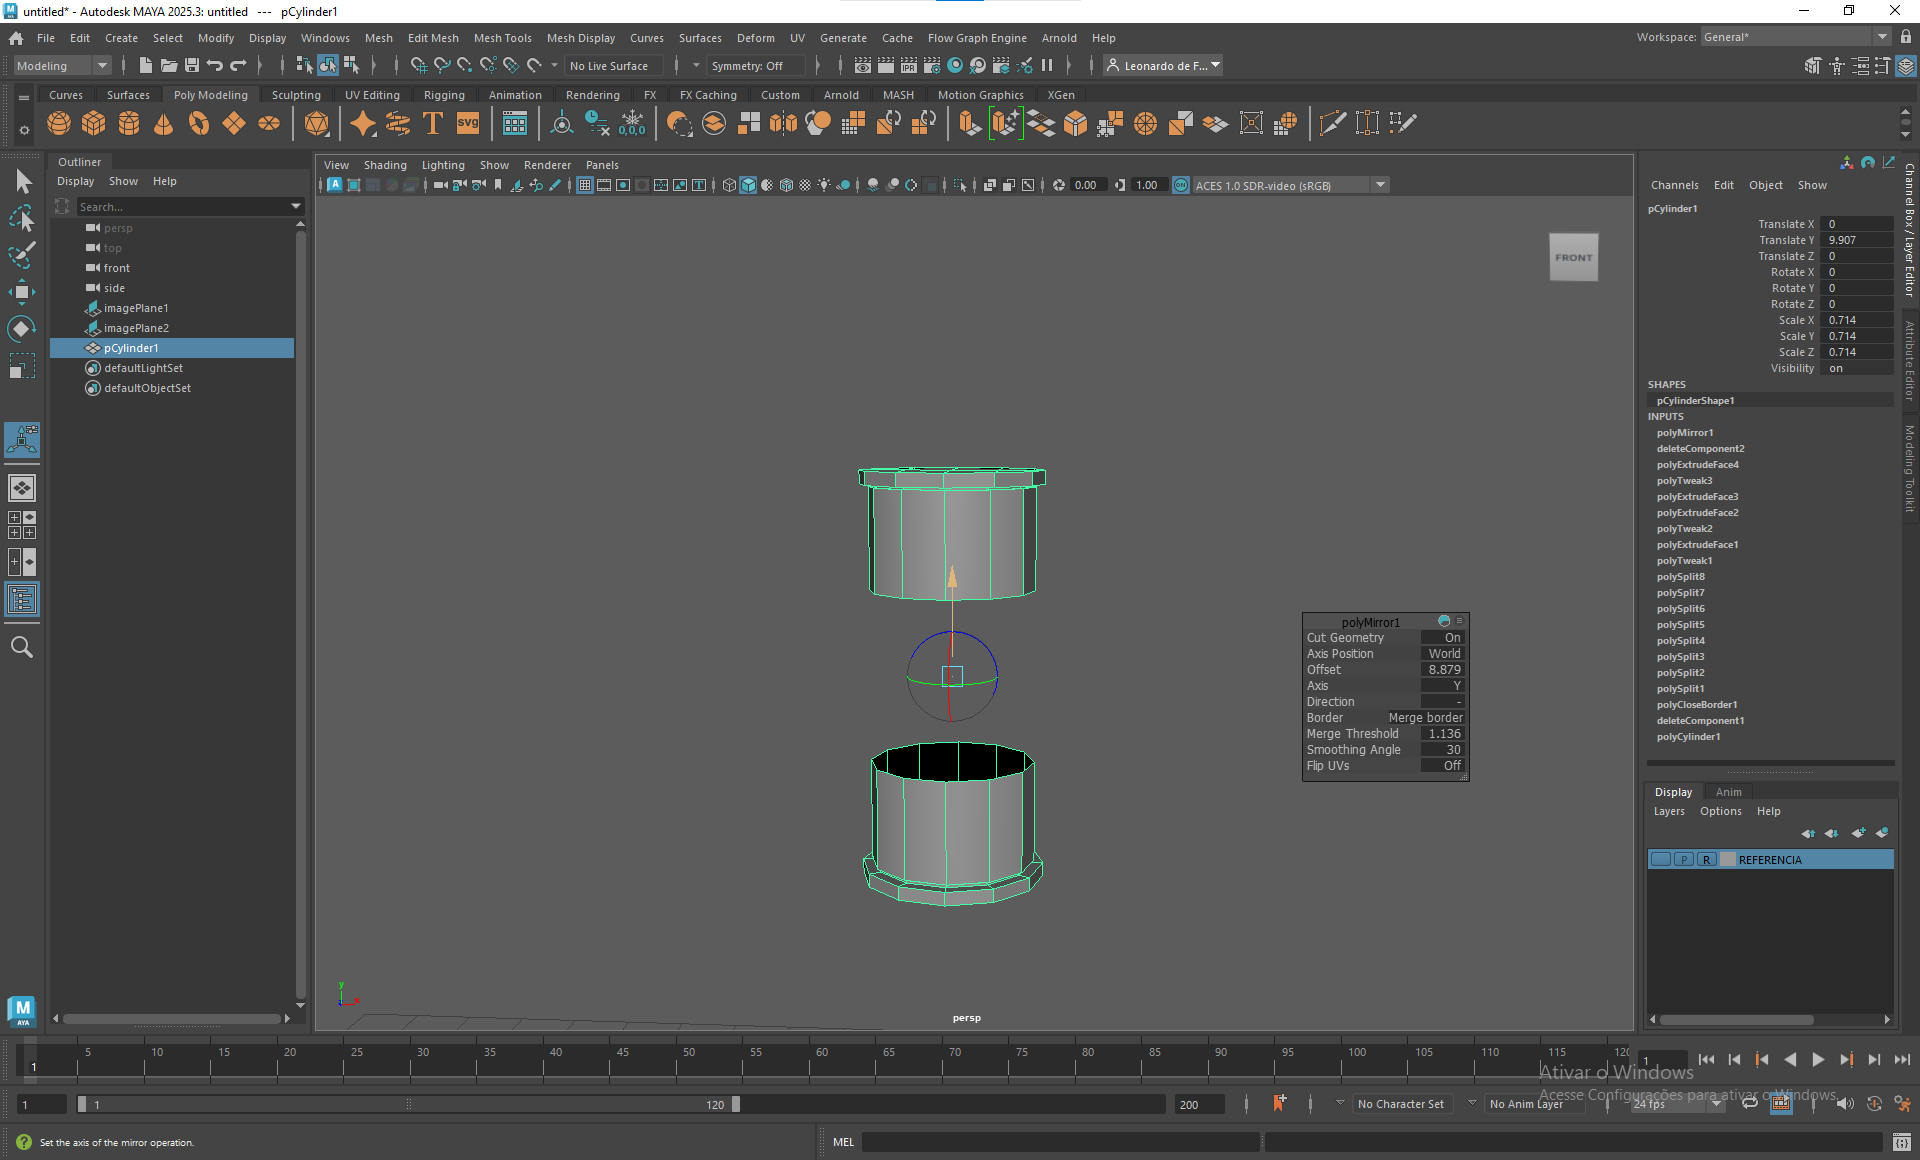 untitled* - Autodesk MAYA 2025.3: untitled --- pCylinder1
File Edit Create Select Modify Display Windows Mesh Edit Mesh Mesh Tools Mesh Display Curves Surfaces Deform UV Generate Cache Flow Graph Engine Arnold Help
Workspace: General*
Modeling No Live Surface Symmetry: Off IPR Leonardo de F...
Curves Surfaces Poly Modeling Sculpting UV Editing Rigging Animation Rendering FX FX Caching Custom Arnold MASH Motion Graphics XGen
T SVG 0,0,0
Outliner
Display Show Help
Search...
persp
top
front
side
imagePlane1
imagePlane2
pCylinder1
defaultLightSet
defaultObjectSet
View Shading Lighting Show Renderer Panels
0.00 1.00 ACES 1.0 SDR-video (sRGB)
FRONT
polyMirror1
Cut Geometry On
Axis Position World
Offset 8.879
Axis Y
Direction -
Border Merge border
Merge Threshold 1.136
Smoothing Angle 30
Flip UVs Off
y
persp
Channels Edit Object Show
pCylinder1
Translate X 0
Translate Y 9.907
Translate Z 0
Rotate X 0
Rotate Y 0
Rotate Z 0
Scale X 0.714
Scale Y 0.714
Scale Z 0.714
Visibility on
SHAPES
pCylinderShape1
INPUTS
polyMirror1
deleteComponent2
polyExtrudeFace4
polyTweak3
polyExtrudeFace3
polyExtrudeFace2
polyTweak2
polyExtrudeFace1
polyTweak1
polySplit8
polySplit7
polySplit6
polySplit5
polySplit4
polySplit3
polySplit2
polySplit1
polyCloseBorder1
deleteComponent1
polyCylinder1
Channel Box / Layer Editor
Attribute Editor
Modeling Toolkit
Display Anim
Layers Options Help
P R REFERENCIA
M
AYA
5 10 15 20 25 30 35 40 45 50 55 60 65 70 75 80 85 90 95 100 105 110 115 120
1 1
Ativar o Windows
Acesse Configurações para ativar o Windows.
1 1 120 200 No Character Set No Anim Layer 24 fps
Set the axis of the mirror operation.
MEL